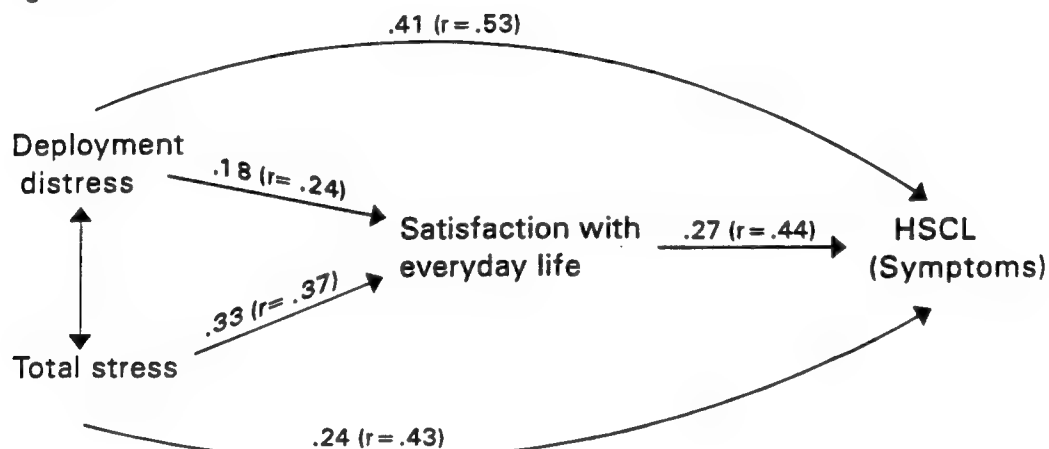 .41 (r=.53)
Deployment
distress
.18 (r= .24)
Satisfaction with
everyday life
.27 (r=.44)
HSCL
(Symptoms)
.33 (r= .37)
Total stress
.24 (r=.43)